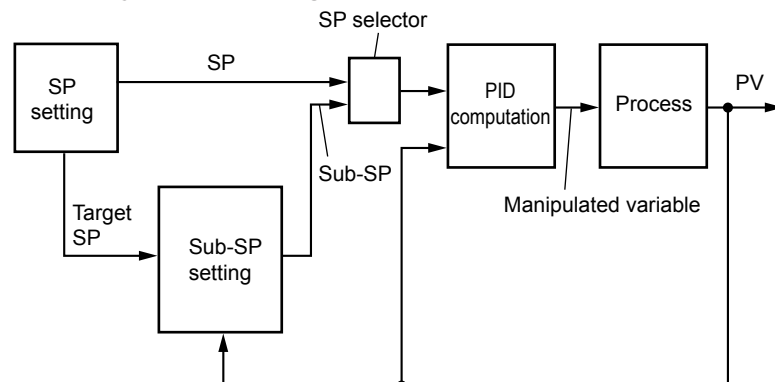 SP selector
SP
setting
SP
PID
computation
Process
PV
Sub-SP
Manipulated variable
Target
SP
Sub-SP
setting